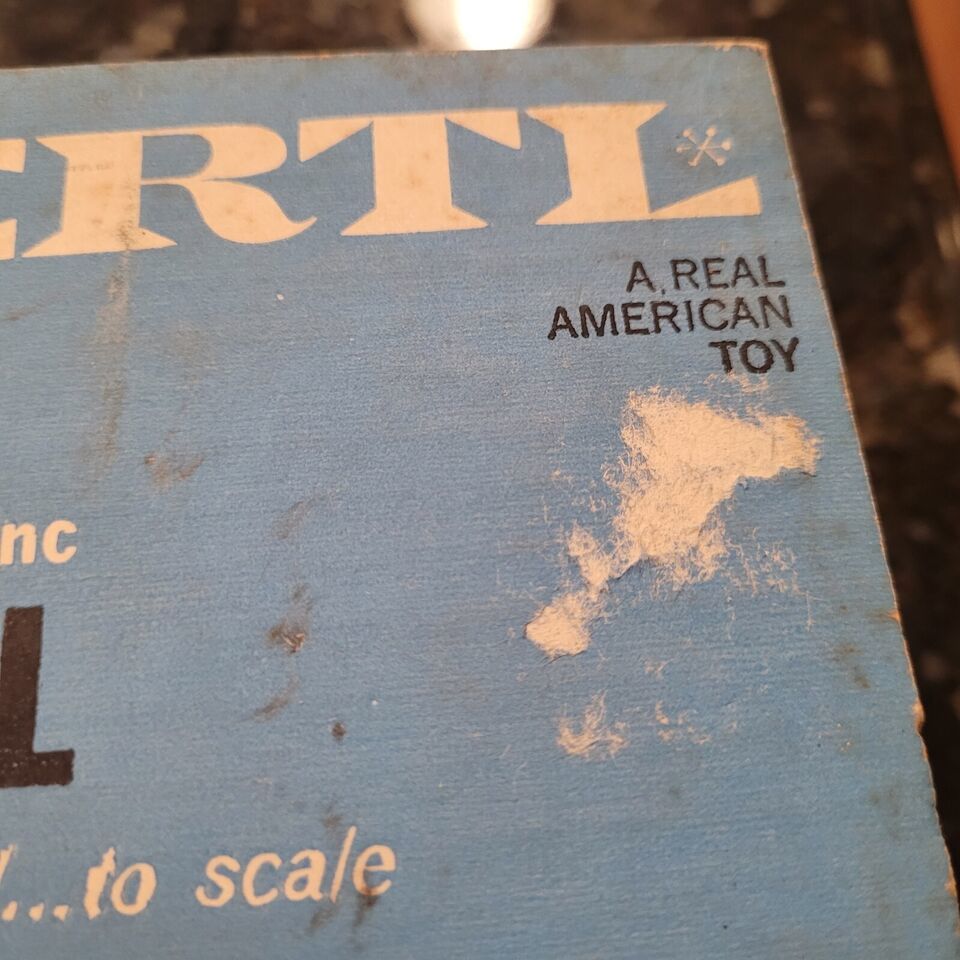 ERTL
A REAL
AMERICAN
TOY
nc
L
...to scale